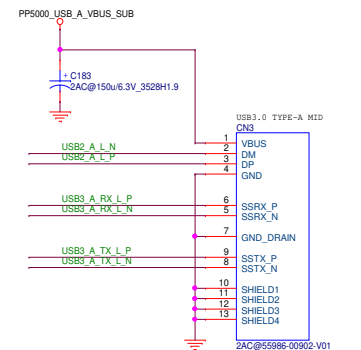 PP5000_USB_A_VBUS_SUB
+ C183
2AC@150u/6.3V_3528H1.9
USB3.0 TYPE-A MID
CN3
1 VBUS
USB2_A_L_N 2 DM
USB2_A_L_P 3 DP
4 GND
USB3_A_RX_L_P 6 SSRX_P
USB3_A_RX_L_N 5 SSRX_N
7 GND_DRAIN
USB3_A_TX_L_P 9 SSTX_P
USB3_A_TX_L_N 8 SSTX_N
10 SHIELD1
11 SHIELD2
12 SHIELD3
13 SHIELD4
2AC@55986-00902-V01